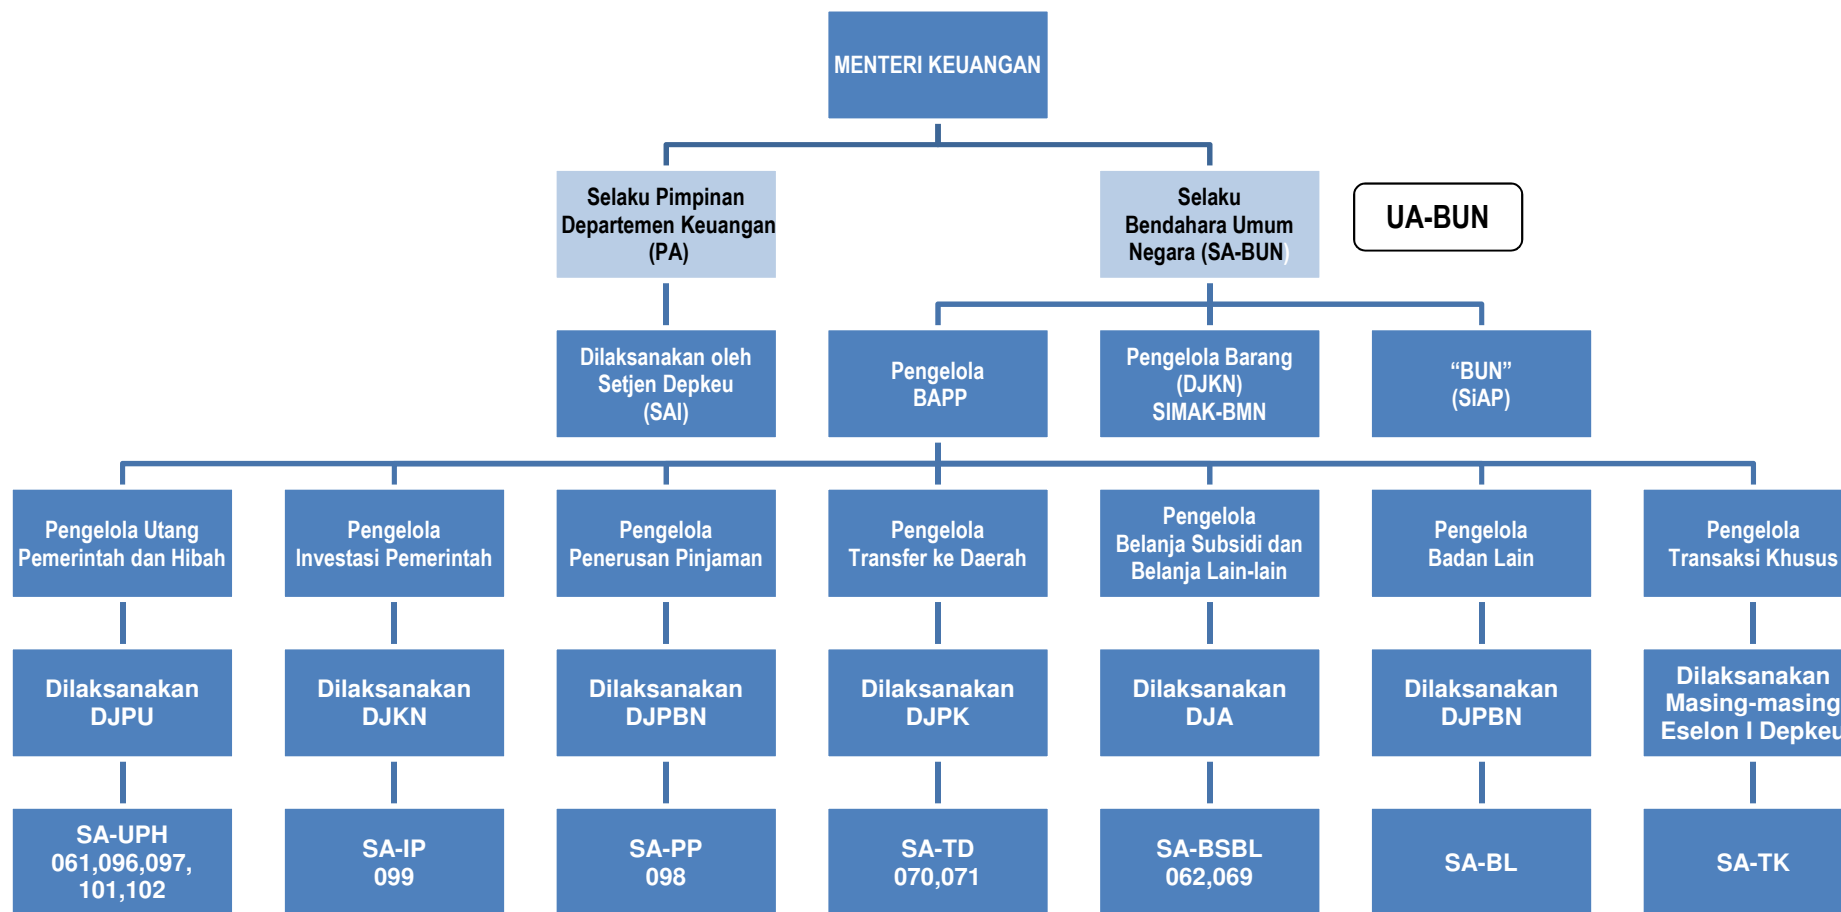 MENTERI KEUANGAN
Selaku Pimpinan
Departemen Keuangan
(PA)
Selaku
Bendahara Umum
Negara (SA-BUN)
UA-BUN
Dilaksanakan oleh
Setjen Depkeu
(SAI)
Pengelola
BAPP
Pengelola Barang
(DJKN)
SIMAK-BMN
“BUN”
(SiAP)
Pengelola Utang
Pemerintah dan Hibah
Pengelola
Investasi Pemerintah
Pengelola
Penerusan Pinjaman
Pengelola
Transfer ke Daerah
Pengelola
Belanja Subsidi dan
Belanja Lain-lain
Pengelola
Badan Lain
Pengelola
Transaksi Khusus
Dilaksanakan
DJPU
Dilaksanakan
DJKN
Dilaksanakan
DJPBN
Dilaksanakan
DJPK
Dilaksanakan
DJA
Dilaksanakan
DJPBN
Dilaksanakan
Masing-masing
Eselon I Depkeu
SA-UPH
061,096,097,
101,102
SA-IP
099
SA-PP
098
SA-TD
070,071
SA-BSBL
062,069
SA-BL
SA-TK